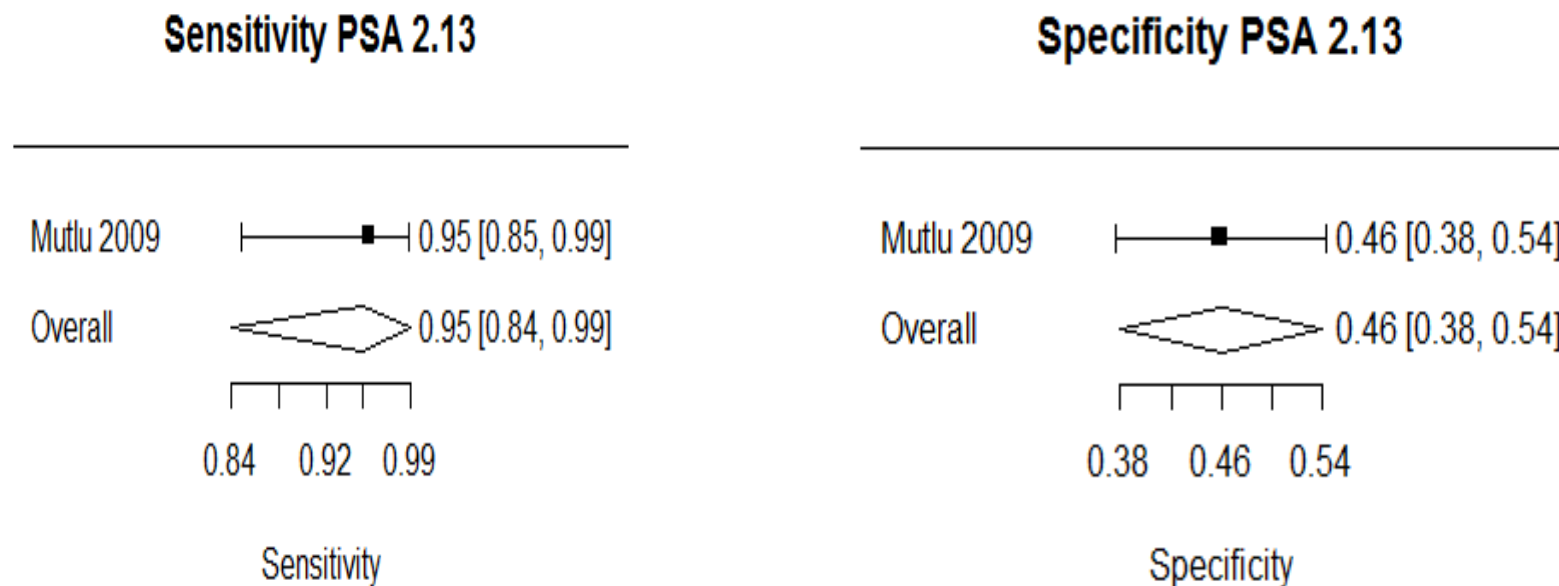 Sensitivity PSA 2.13
Mutlu 2009 0.95 [0.85, 0.99]
Overall 0.95 [0.84, 0.99]
0.84 0.92 0.99
Sensitivity
Specificity PSA 2.13
Mutlu 2009 0.46 [0.38, 0.54]
Overall 0.46 [0.38, 0.54]
0.38 0.46 0.54
Specificity